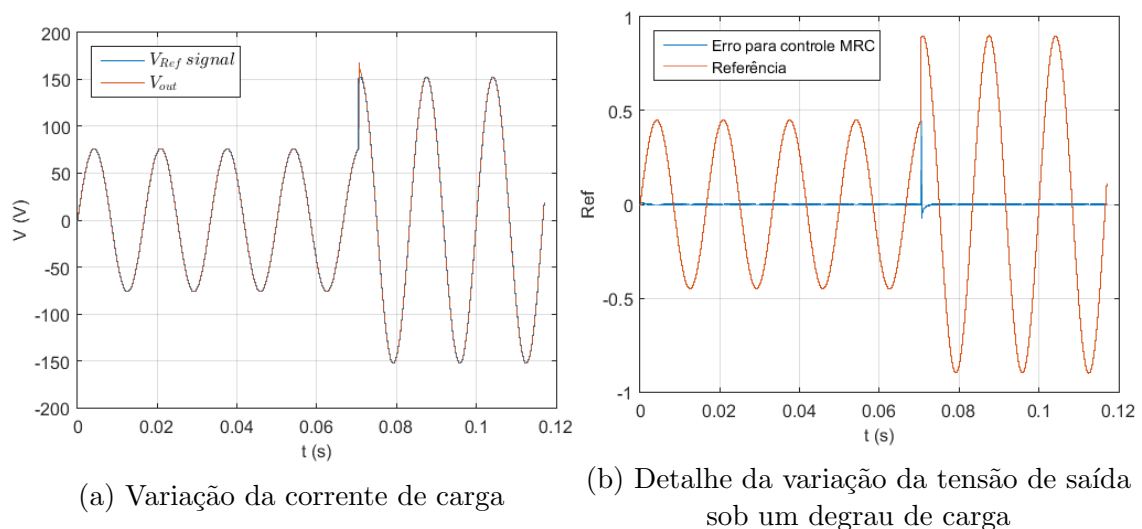 V_Ref signal
V_out
200
150
100
50
0
-50
-100
-150
-200
V (V)
0 0.02 0.04 0.06 0.08 0.1 0.12
t (s)
(a) Variação da corrente de carga
Erro para controle MRC
Referência
1
0.5
0
-0.5
-1
Ref
0 0.02 0.04 0.06 0.08 0.1 0.12
t (s)
(b) Detalhe da variação da tensão de saída
sob um degrau de carga